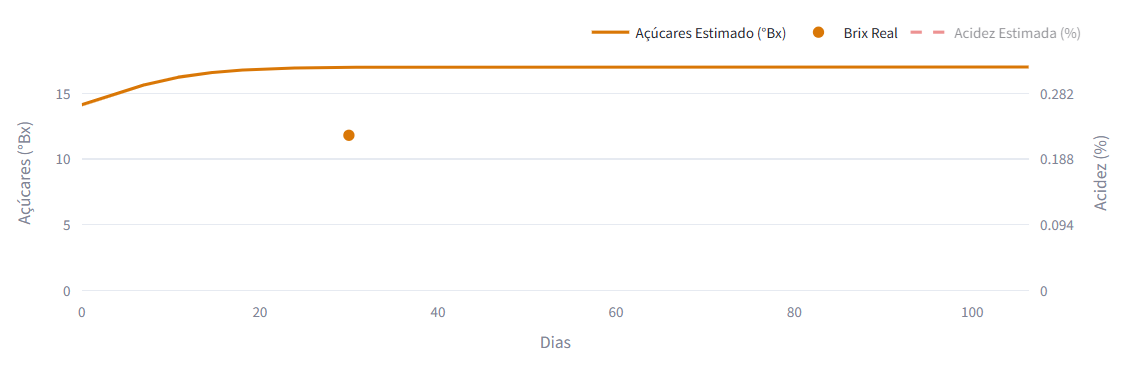 Açúcares Estimado (°Bx) Brix Real Acidez Estimada (%)
15 0.282
Açúcares (°Bx) Acidez (%)
10 0.188
5 0.094
0 0
0 20 40 60 80 100
Dias